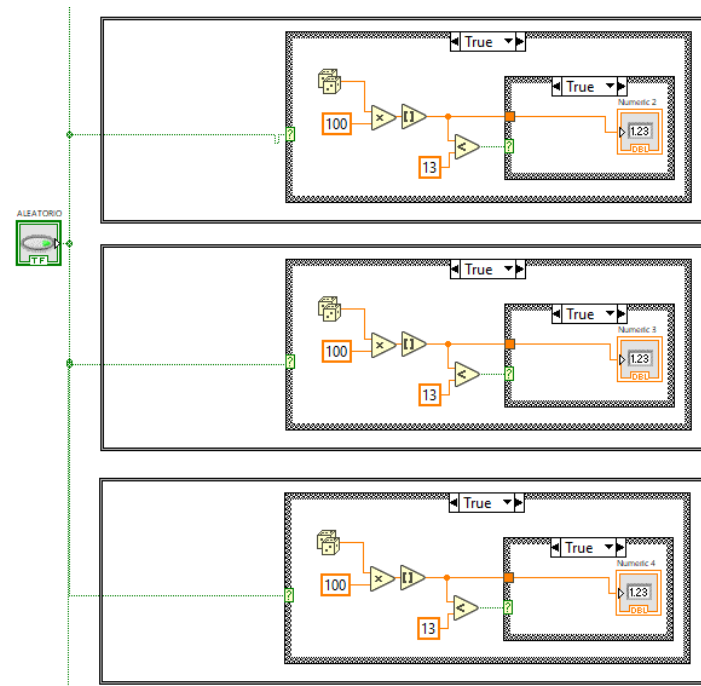 True
True
Numeric 2
100
1.23
DBL
13
ALEATORIO
TF
True
True
Numeric 3
100
1.23
DBL
13
True
True
Numeric 4
100
1.23
DBL
13